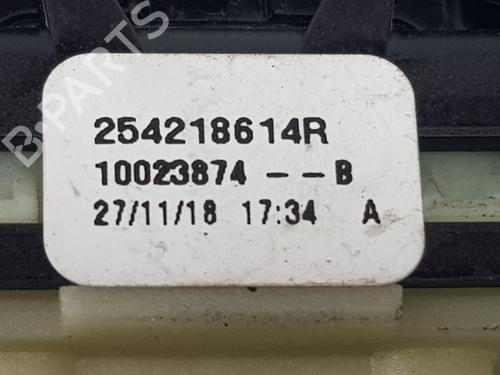 B-PARTS
254218614R
10023874 -- B
27/11/18 17:34 A